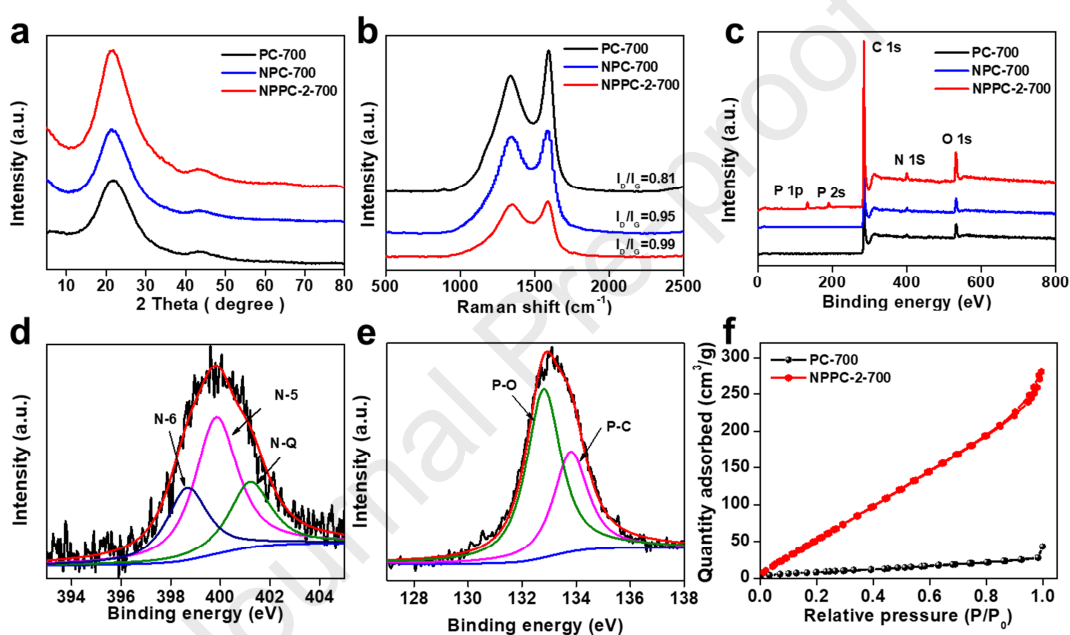 a
PC-700
NPC-700
NPPC-2-700
Intensity (a.u.)
10 20 30 40 50 60 70 80
2 Theta ( degree )
b
PC-700
NPC-700
NPPC-2-700
I_D/I_G=0.81
I_D/I_G=0.95
I_D/I_G=0.99
Intensity (a.u.)
500 1000 1500 2000 2500
Raman shift (cm⁻¹)
c
C 1s
PC-700
NPC-700
NPPC-2-700
O 1s
N 1S
P 1p P 2s
Intensity (a.u.)
0 200 400 600 800
Binding energy (eV)
d
N-5
N-6
N-Q
Intensity (a.u.)
394 396 398 400 402 404
Binding energy (eV)
e
P-O
P-C
Intensity (a.u.)
128 130 132 134 136 138
Binding energy (eV)
f
PC-700
NPPC-2-700
Quantity adsorbed (cm³/g)
300
250
200
150
100
50
0
0.0 0.2 0.4 0.6 0.8 1.0
Relative pressure (P/P₀)
Journal Pre-proof